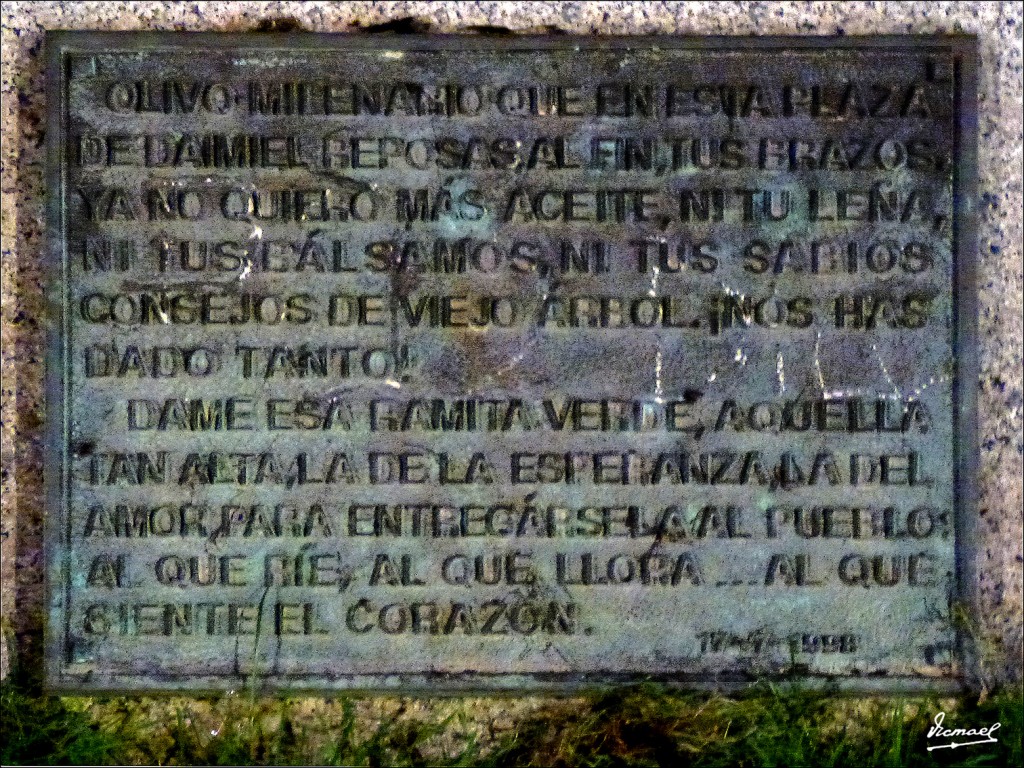 OLIVO MILENARIO QUE EN ESTA PLAZA
DE DAIMIEL REPOSAS, AL FIN, TUS BRAZOS,
YA NO QUIERO MÁS ACEITE, NI TU LEÑA,
NI TUS BÁLSAMOS, NI TUS SABIOS
CONSEJOS DE VIEJO ÁRBOL. ¡NOS HAS
DADO TANTO!
DAME ESA RAMITA VERDE, AQUELLA
TAN ALTA, LA DE LA ESPERANZA, LA DEL
AMOR, PARA ENTREGÁRSELA AL PUEBLO:
AL QUE RÍE, AL QUE LLORA ... AL QUE
SIENTE EL CORAZÓN.
1998
Vicmael